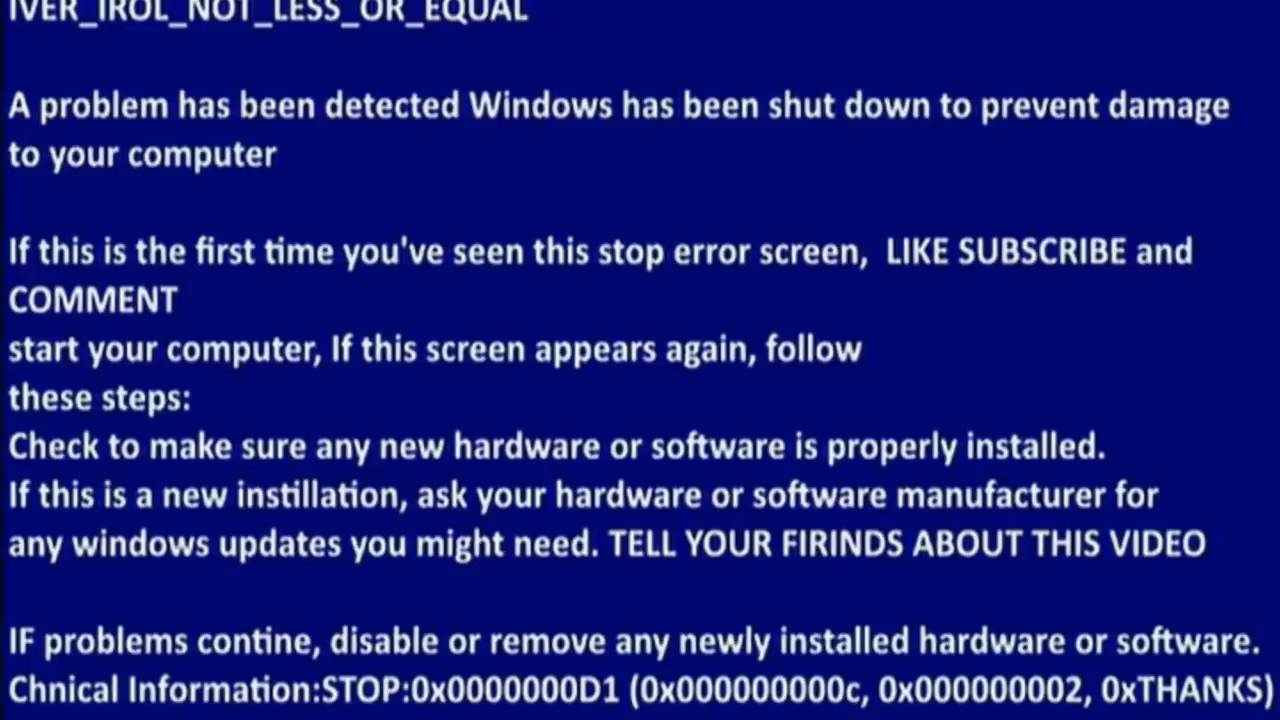 IVER_IROL_NOT_LESS_OR_EQUAL
A problem has been detected Windows has been shut down to prevent damage
to your computer
If this is the first time you've seen this stop error screen,  LIKE SUBSCRIBE and
COMMENT
start your computer, If this screen appears again, follow
these steps:
Check to make sure any new hardware or software is properly installed.
If this is a new instillation, ask your hardware or software manufacturer for
any windows updates you might need. TELL YOUR FIRINDS ABOUT THIS VIDEO
IF problems contine, disable or remove any newly installed hardware or software.
Chnical Information:STOP:0x0000000D1 (0x000000000c, 0x000000002, 0xTHANKS)